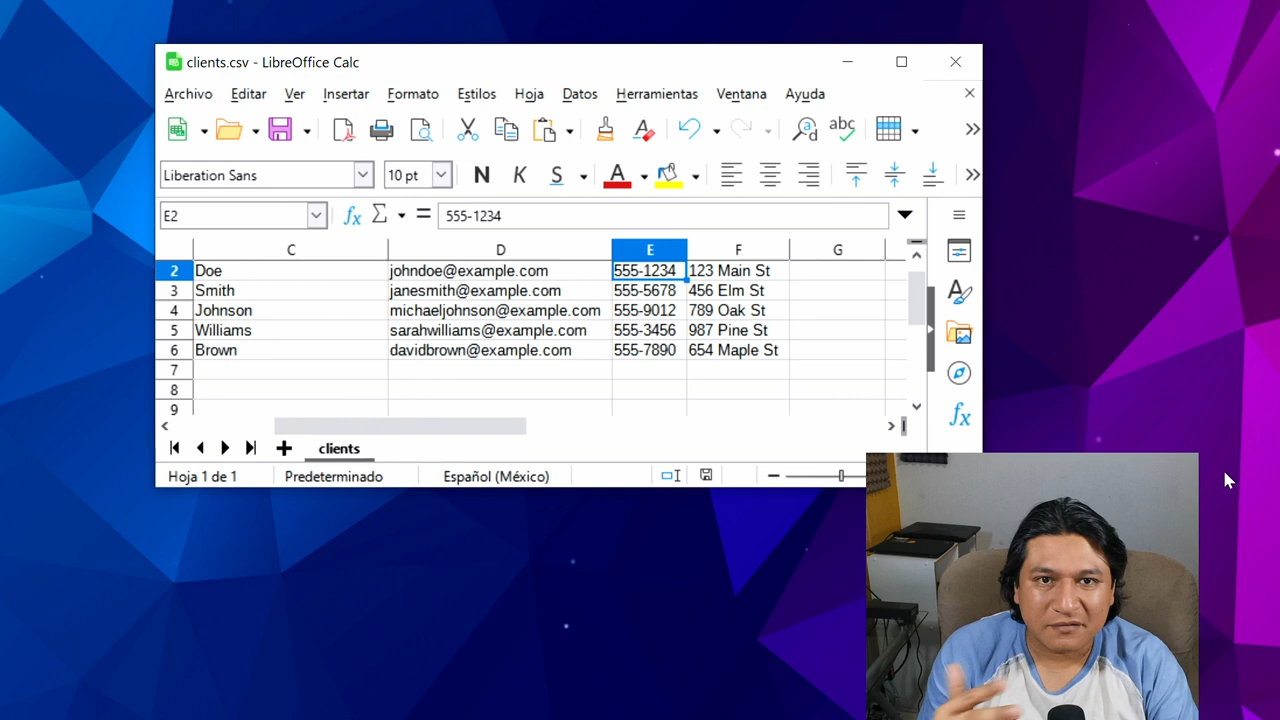 clients.csv - LibreOffice Calc
Archivo Editar Ver Insertar Formato Estilos Hoja Datos Herramientas Ventana Ayuda
Liberation Sans 10 pt N K S A
E2 fx Σ = 555-1234
C D E F G
2 Doe johndoe@example.com 555-1234 123 Main St
3 Smith janesmith@example.com 555-5678 456 Elm St
4 Johnson michaeljohnson@example.com 555-9012 789 Oak St
5 Williams sarahwilliams@example.com 555-3456 987 Pine St
6 Brown davidbrown@example.com 555-7890 654 Maple St
7
8
9
clients
Hoja 1 de 1 Predeterminado Español (México)